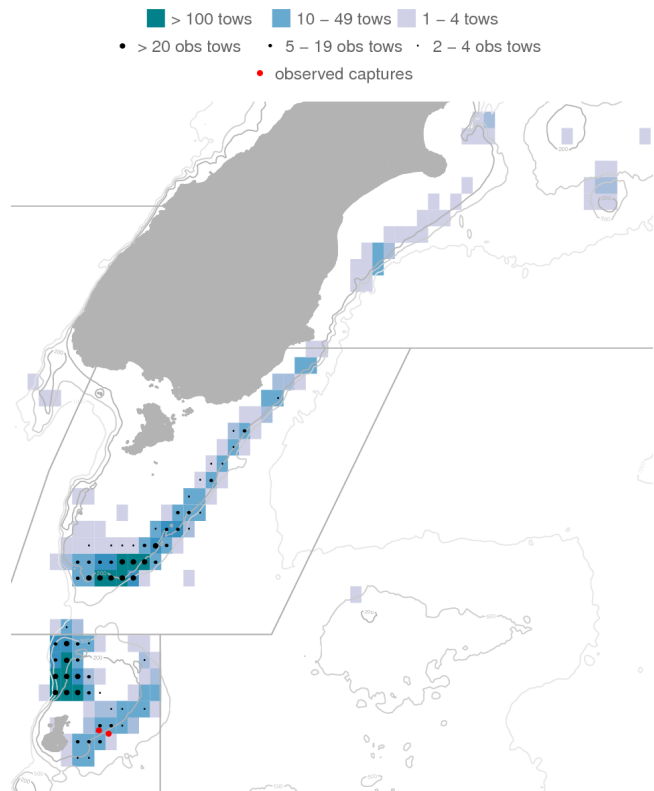 > 100 tows 10 − 49 tows 1 − 4 tows
> 20 obs tows 5 − 19 obs tows 2 − 4 obs tows
observed captures